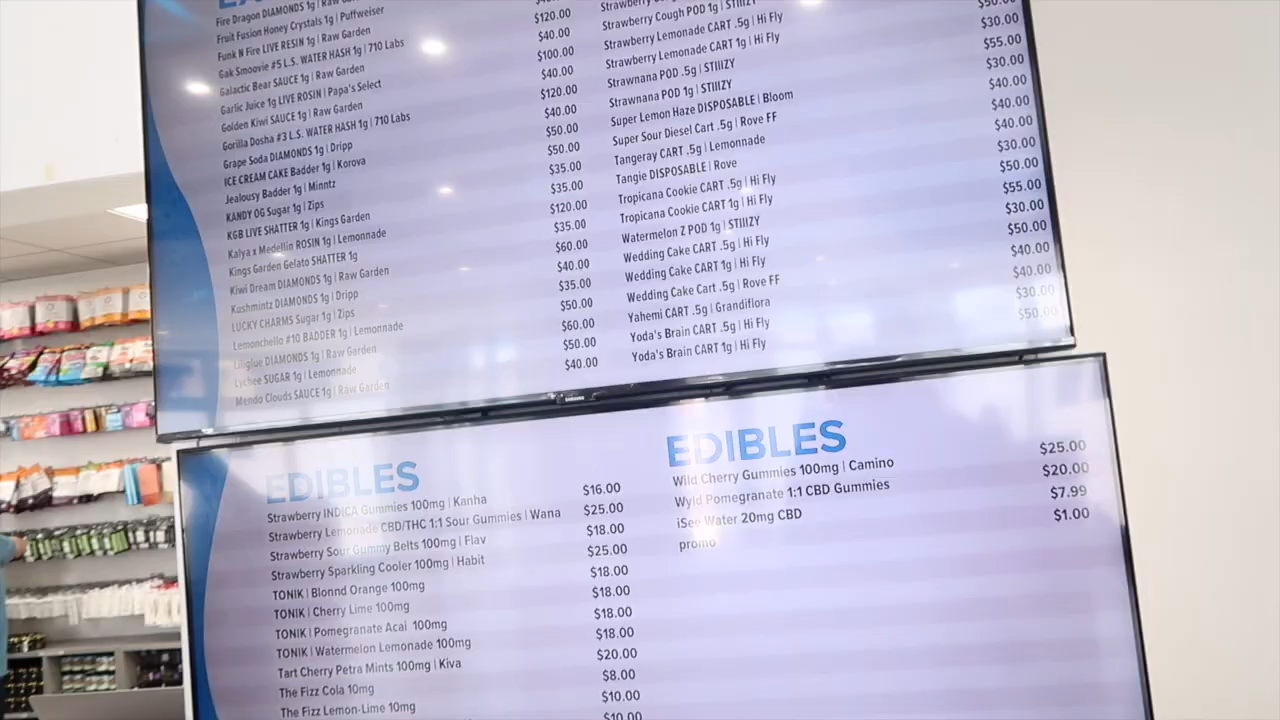 Fire Dragon DIAMONDS 1g | Raw
Fruit Fusion Honey Crystals 1g | Puffweiser
Funk N Fire LIVE RESIN 1g | Raw Garden
Gak Smoovie #5 L.S. WATER HASH 1g | 710 Labs
Galactic Bear SAUCE 1g | Raw Garden
Garlic Juice 1g LIVE ROSIN | Papa's Select
Golden Kiwi SAUCE 1g | Raw Garden
Gorilla Dosha #3 L.S. WATER HASH 1g | 710 Labs
Grape Soda DIAMONDS 1g | Dripp
ICE CREAM CAKE Badder 1g | Korova
Jealousy Badder 1g | Minntz
KANDY OG Sugar 1g | Zips
KGB LIVE SHATTER 1g | Kings Garden
Kalya x Medellin ROSIN 1g | Lemonade
Kings Garden Gelato SHATTER 1g
Kiwi Dream DIAMONDS 1g | Raw Garden
Kushmintz DIAMONDS 1g | Dripp
LUCKY CHARMS Sugar 1g | Zips
Lemonchello #10 BADDER 1g | Lemonade
Liliglue DIAMONDS 1g | Raw Garden
Lychee SUGAR 1g | Lemonade
Mendo Clouds SAUCE 1g | Raw Garden
$120.00
$40.00
$100.00
$40.00
$120.00
$40.00
$50.00
$50.00
$35.00
$35.00
$120.00
$35.00
$60.00
$40.00
$35.00
$50.00
$60.00
$50.00
$40.00
Strawberry Cough POD 1g | STIIIZY
Strawberry Lemonade CART .5g | Hi Fly
Strawberry Lemonade CART 1g | Hi Fly
Strawnana POD .5g | STIIIZY
Strawnana POD 1g | STIIIZY
Super Lemon Haze DISPOSABLE | Bloom
Super Sour Diesel Cart .5g | Rove FF
Tangeray CART .5g | Lemonnade
Tangie DISPOSABLE | Rove
Tropicana Cookie CART .5g | Hi Fly
Tropicana Cookie CART 1g | Hi Fly
Watermelon Z POD 1g | STIIIZY
Wedding Cake CART .5g | Hi Fly
Wedding Cake CART 1g | Hi Fly
Wedding Cake Cart .5g | Rove FF
Yahemi CART .5g | Grandiflora
Yoda's Brain CART .5g | Hi Fly
Yoda's Brain CART 1g | Hi Fly
$50.00
$30.00
$55.00
$30.00
$40.00
$40.00
$40.00
$30.00
$50.00
$55.00
$30.00
$50.00
$40.00
$40.00
$30.00
$50.00
SAMSUNG
EDIBLES
Strawberry INDICA Gummies 100mg | Kanha $16.00
Strawberry Lemonade CBD/THC 1:1 Sour Gummies | Wana $25.00
Strawberry Sour Gummy Belts 100mg | Flav $18.00
Strawberry Sparkling Cooler 100mg | Habit $25.00
TONIK | Blonnd Orange 100mg $18.00
TONIK | Cherry Lime 100mg $18.00
TONIK | Pomegranate Acai 100mg $18.00
TONIK | Watermelon Lemonade 100mg $18.00
Tart Cherry Petra Mints 100mg | Kiva $20.00
The Fizz Cola 10mg $8.00
The Fizz Lemon-Lime 10mg $10.00
$10.00
EDIBLES
Wild Cherry Gummies 100mg | Camino $25.00
Wyld Pomegranate 1:1 CBD Gummies $20.00
iSee Water 20mg CBD $7.99
promo $1.00